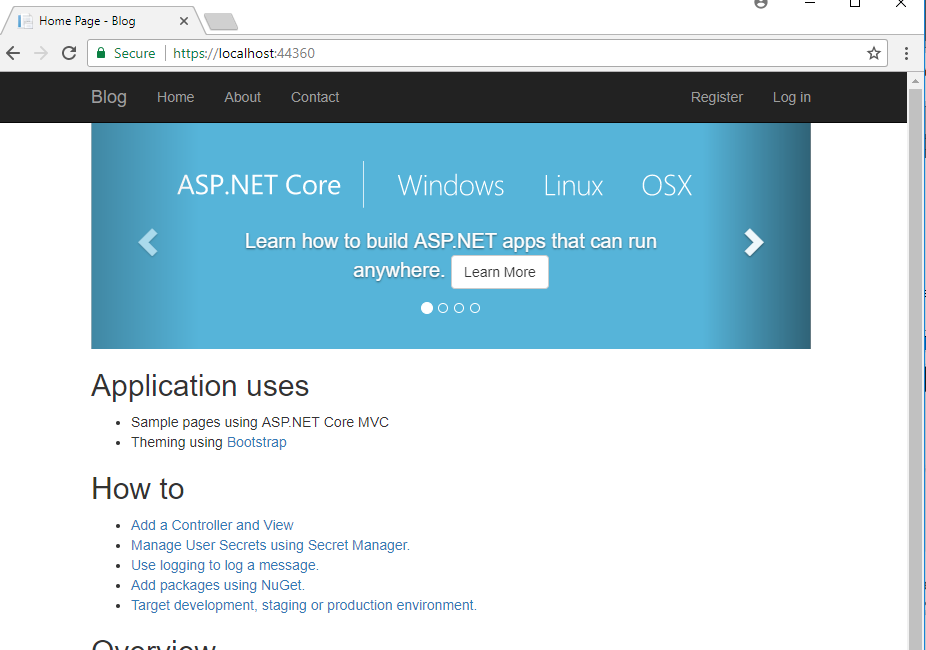 Home Page - Blog
Secure https://localhost:44360
Blog Home About Contact Register Log in
ASP.NET Core Windows Linux OSX
Learn how to build ASP.NET apps that can run
anywhere. Learn More
Application uses
Sample pages using ASP.NET Core MVC
Theming using Bootstrap
How to
Add a Controller and View
Manage User Secrets using Secret Manager.
Use logging to log a message.
Add packages using NuGet.
Target development, staging or production environment.
Overview